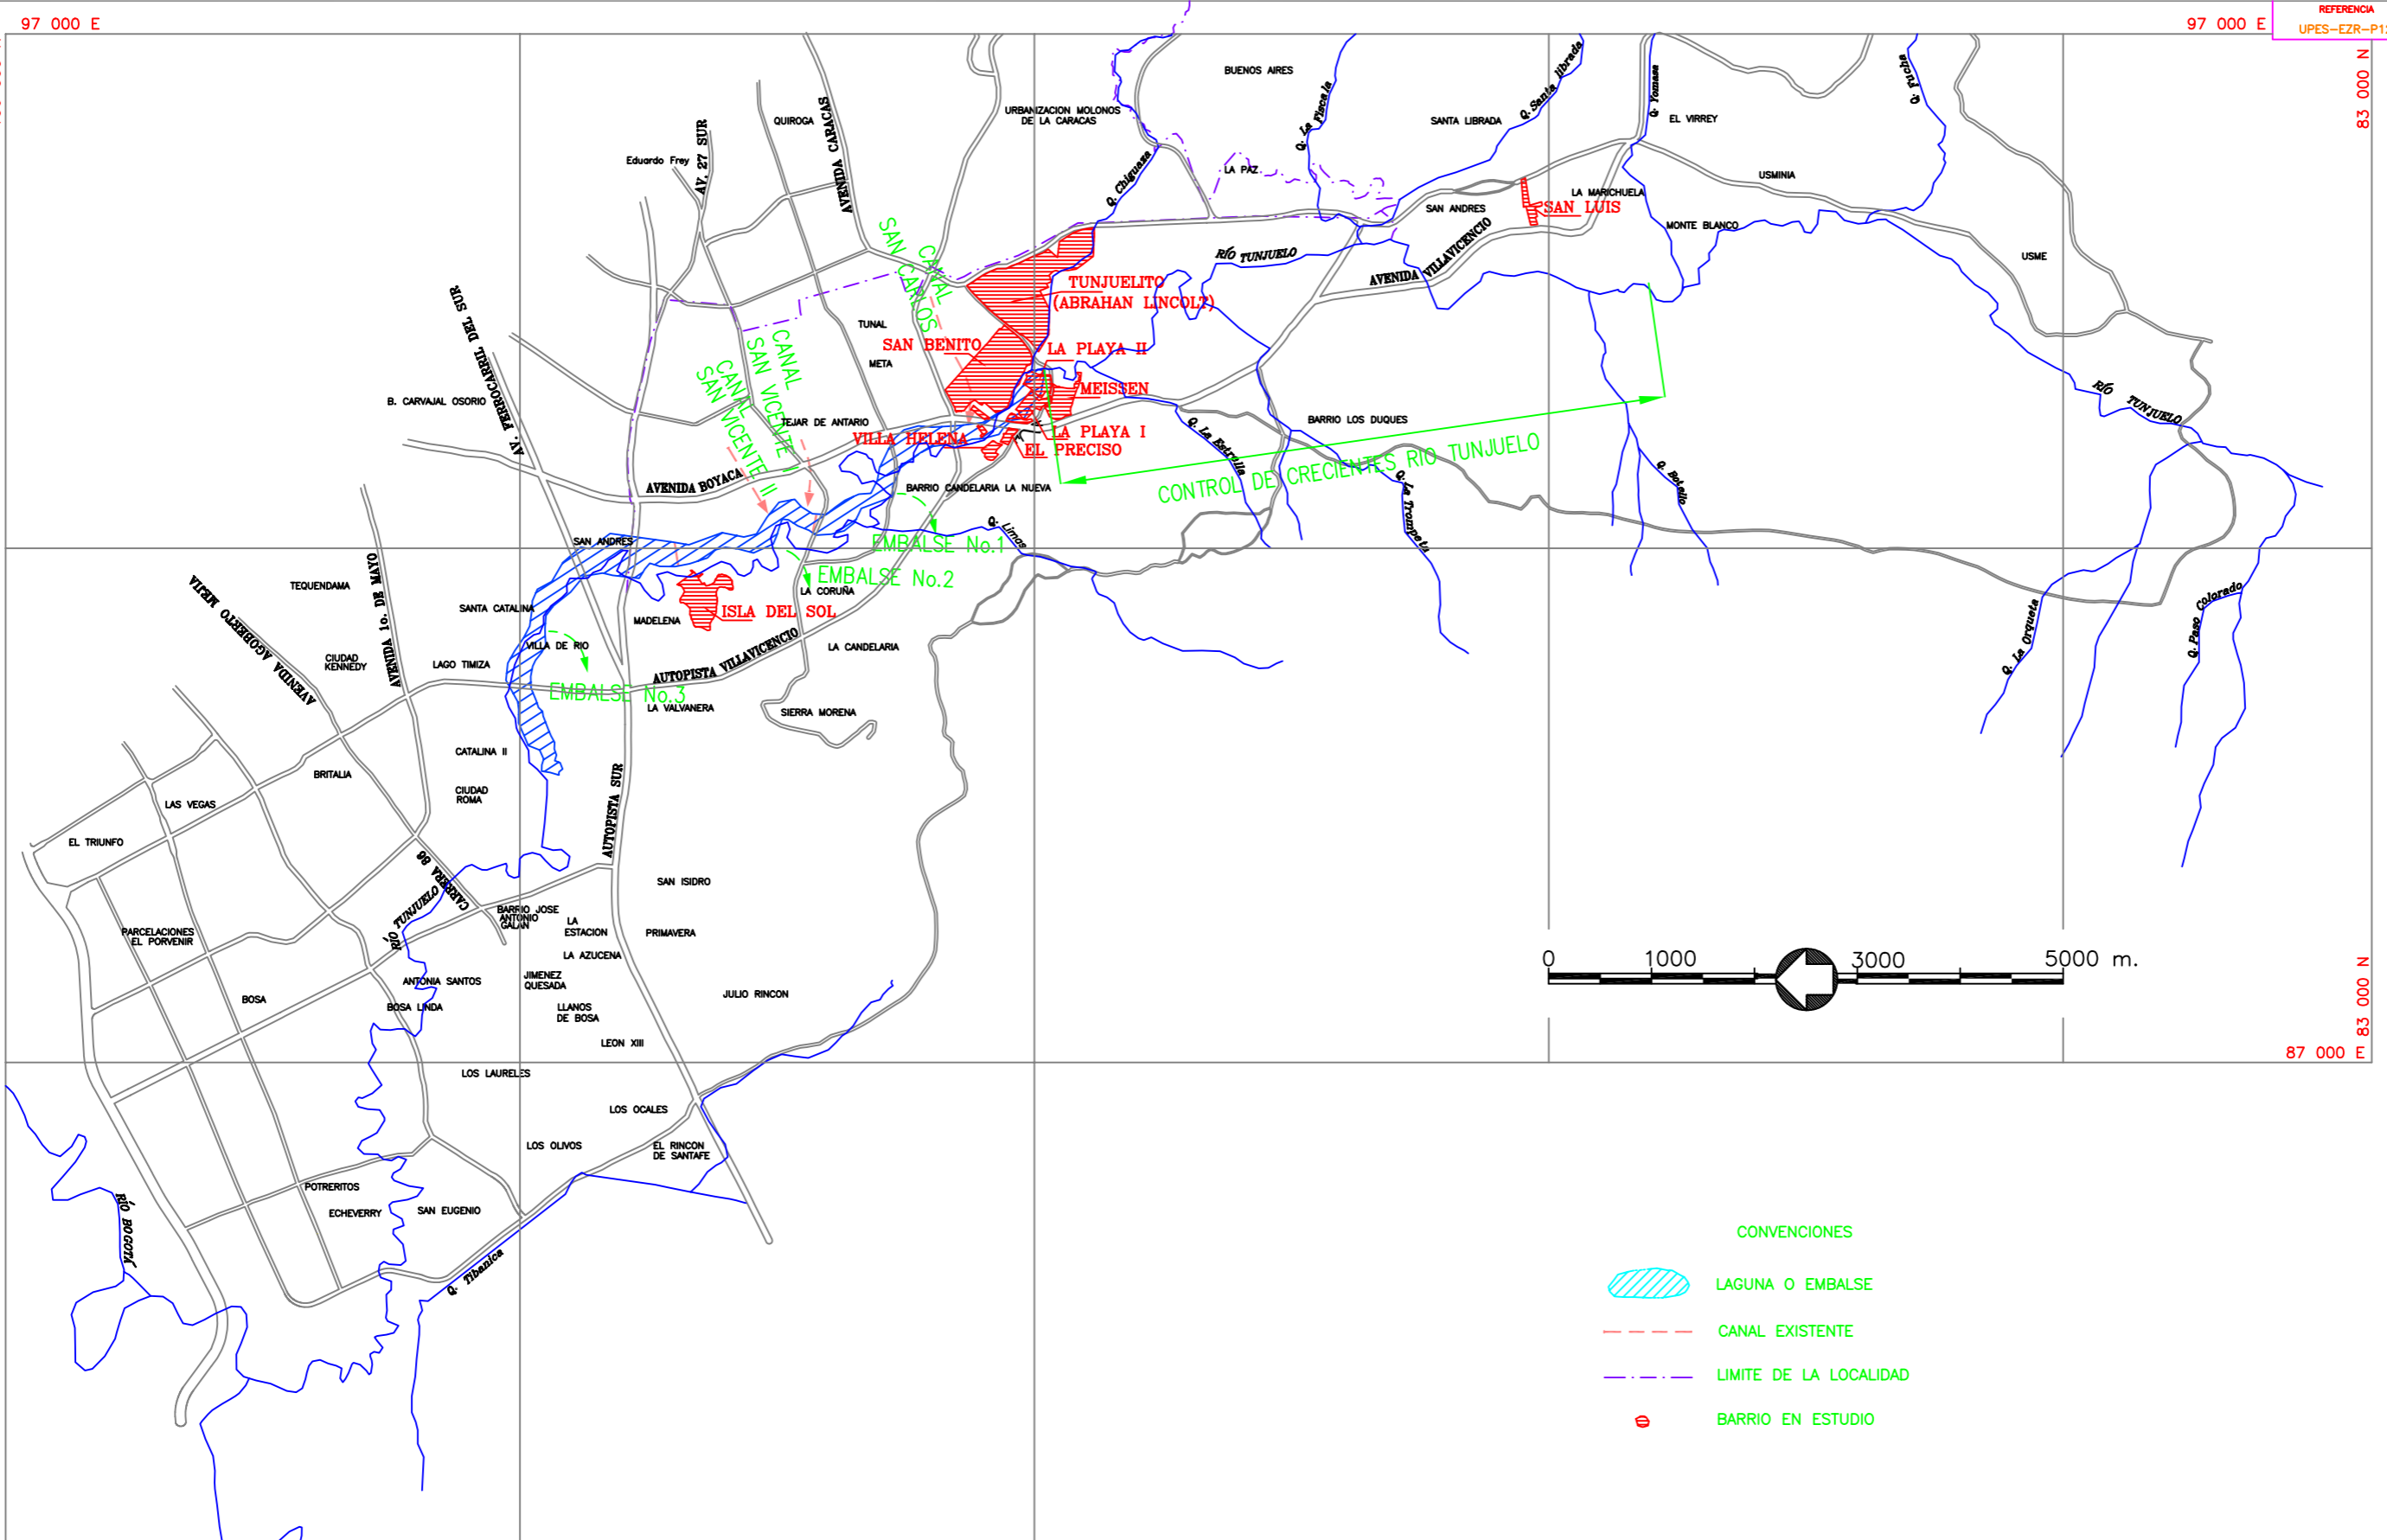 97 000 E
97 000 E
REFERENCIA
UPES-EZR-P1
83 000 N
BUENOS AIRES
Q. La Fiscala
Q. Santa librada
Q. Yomasa
Q. Fucha
URBANIZACION MOLONOS
DE LA CARACAS
SANTA LIBRADA
EL VIRREY
QUIROGA
AVENIDA CARACAS
AV. 27 SUR
Eduardo Frey
Q. Chiguaza
LA PAZ
USMINIA
LA MARICHUELA
SAN ANDRES
SAN LUIS
MONTE BLANCO
USME
RÍO TUNJUELO
AVENIDA VILLAVICENCIO
CANAL
SAN CARLOS
TUNJUELITO
(ABRAHAN LINCOLT)
AV. FERROCARRIL DEL SUR
TUNAL
SAN BENITO
LA PLAYA II
META
CANAL
SAN VICENTE I
CANAL
SAN VICENTE II
MEISSEN
RÍO TUNJUELO
B. CARVAJAL OSORIO
TEJAR DE ANTARIO
BARRIO LOS DUQUES
VILLA HELENA
LA PLAYA I
EL PRECISO
Q. La Estrella
CONTROL DE CRECIENTES RIO TUNJUELO
Q. La Trompeta
Q. Botello
AVENIDA BOYACA
BARRIO CANDELARIA LA NUEVA
Q. Limas
SAN ANDRES
EMBALSE No.1
EMBALSE No.2
TEQUENDAMA
AVENIDA 1o. DE MAYO
AVENIDA AGOBERTO MEJIA
LA CORUÑA
SANTA CATALINA
ISLA DEL SOL
MADELENA
Q. La Orqueta
Q. Paso Colorado
VILLA DE RIO
LA CANDELARIA
CIUDAD
KENNEDY
LAGO TIMIZA
AUTOPISTA VILLAVICENCIO
EMBALSE No.3
LA VALVANERA
SIERRA MORENA
CATALINA II
BRITALIA
CIUDAD
ROMA
LAS VEGAS
AUTOPISTA SUR
EL TRIUNFO
CARRERA 86
SAN ISIDRO
RÍO TUNJUELO
BARRIO JOSE
ANTONIO
GALAN
LA
ESTACION
PRIMAVERA
PARCELACIONES
EL PORVENIR
LA AZUCENA
0 1000 3000 5000 m.
ANTONIA SANTOS
JIMENEZ
QUESADA
JULIO RINCON
BOSA
BOSA LINDA
LLANOS
DE BOSA
83 000 N
LEON XIII
87 000 E
LOS LAURELES
LOS OCALES
LOS OLIVOS
EL RINCON
DE SANTAFE
POTRERITOS
ECHEVERRY
SAN EUGENIO
RÍO BOGOTÁ
Q. Tibanica
CONVENCIONES
LAGUNA O EMBALSE
CANAL EXISTENTE
LIMITE DE LA LOCALIDAD
BARRIO EN ESTUDIO